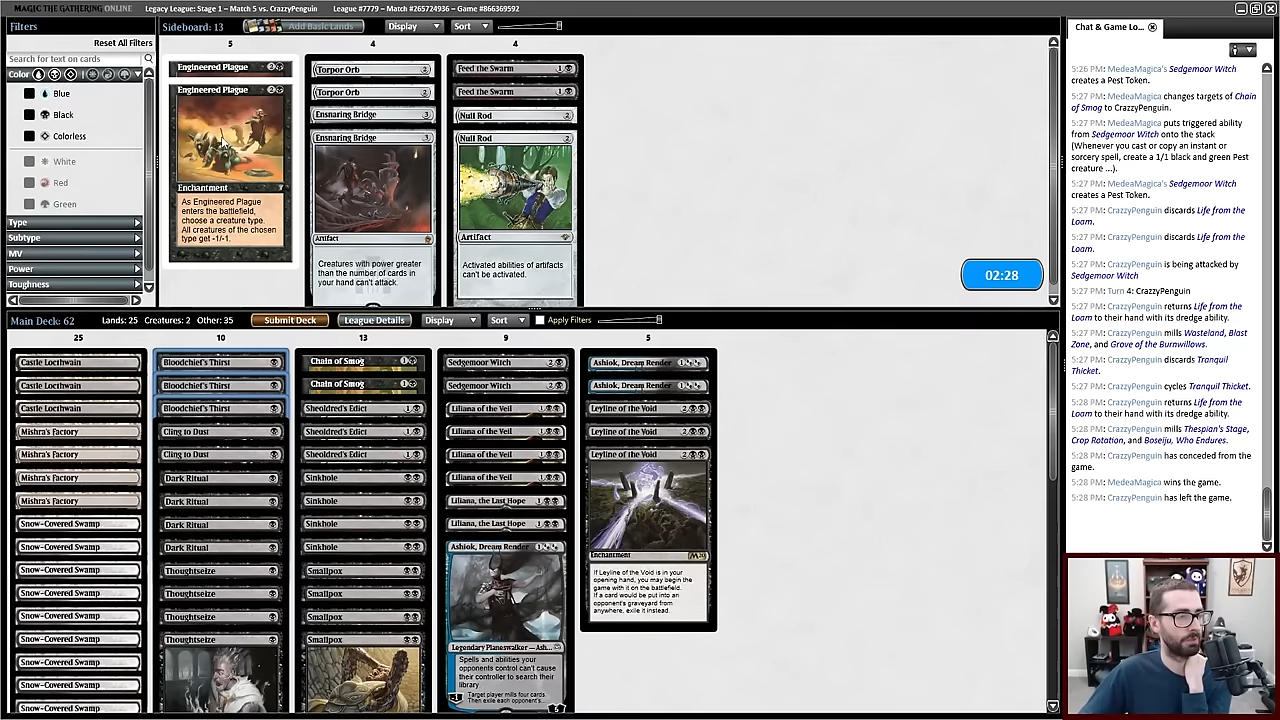 MAGIC THE GATHERING ONLINE
Legacy League: Stage 1 – Match 5 vs. CrazzyPenguin
League #7779 – Match #265724936 – Game #866369592
Filters
Reset All Filters
Search for text on cards
Color
Blue
Black
Colorless
White
Red
Green
Type
Subtype
MV
Power
Toughness
Sideboard: 13
Add Basic Lands
Display
Sort
5
4
4
Engineered Plague
Engineered Plague
Enchantment
As Engineered Plague
enters the battlefield,
choose a creature type.
All creatures of the chosen
type get -1/-1.
Torpor Orb
Torpor Orb
Ensnaring Bridge
Ensnaring Bridge
Artifact
Creatures with power greater
than the number of cards in
your hand can't attack.
Feed the Swarm
Feed the Swarm
Null Rod
Null Rod
Artifact
Activated abilities of artifacts
can't be activated.
02:28
Main Deck: 62
Lands: 25 Creatures: 2 Other: 35
Submit Deck
League Details
Display
Sort
Apply Filters
25
10
13
9
5
Castle Locthwain
Castle Locthwain
Castle Locthwain
Mishra's Factory
Mishra's Factory
Mishra's Factory
Mishra's Factory
Snow-Covered Swamp
Snow-Covered Swamp
Snow-Covered Swamp
Snow-Covered Swamp
Snow-Covered Swamp
Snow-Covered Swamp
Snow-Covered Swamp
Snow-Covered Swamp
Snow-Covered Swamp
Bloodchief's Thirst
Bloodchief's Thirst
Bloodchief's Thirst
Cling to Dust
Cling to Dust
Dark Ritual
Dark Ritual
Dark Ritual
Dark Ritual
Thoughtseize
Thoughtseize
Thoughtseize
Thoughtseize
Chain of Smog
Chain of Smog
Sheoldred's Edict
Sheoldred's Edict
Sheoldred's Edict
Sinkhole
Sinkhole
Sinkhole
Sinkhole
Smallpox
Smallpox
Smallpox
Smallpox
Sedgemoor Witch
Sedgemoor Witch
Liliana of the Veil
Liliana of the Veil
Liliana of the Veil
Liliana of the Veil
Liliana, the Last Hope
Liliana, the Last Hope
Ashiok, Dream Render
Legendary Planeswalker — Ash...
Spells and abilities your
opponents control can't cause
their controller to search their
library
-1
Target player mills four cards.
Then exile each opponent's...
5
Ashiok, Dream Render
Ashiok, Dream Render
Leyline of the Void
Leyline of the Void
Leyline of the Void
Enchantment
If Leyline of the Void is in your
opening hand, you may begin the
game with it on the battlefield.
If a card would be put into an
opponent's graveyard from
anywhere, exile it instead.
Chat & Game Lo...
5:26 PM: MedeaMagica's Sedgemoor Witch
creates a Pest Token.
5:27 PM: MedeaMagica changes targets of Chain
of Smog to CrazzyPenguin.
5:27 PM: MedeaMagica puts triggered ability
from Sedgemoor Witch onto the stack
(Whenever you cast or copy an instant or
sorcery spell, create a 1/1 black and green Pest
creature ...).
5:27 PM: MedeaMagica's Sedgemoor Witch
creates a Pest Token.
5:27 PM: CrazzyPenguin discards Life from the
Loam.
5:27 PM: CrazzyPenguin discards Life from the
Loam.
5:27 PM: CrazzyPenguin is being attacked by
Sedgemoor Witch
5:27 PM: Turn 4: CrazzyPenguin
5:27 PM: CrazzyPenguin returns Life from the
Loam to their hand with its dredge ability.
5:27 PM: CrazzyPenguin mills Wasteland, Blast
Zone, and Grove of the Burnwillows.
5:27 PM: CrazzyPenguin discards Tranquil
Thicket.
5:27 PM: CrazzyPenguin cycles Tranquil Thicket.
5:28 PM: CrazzyPenguin returns Life from the
Loam to their hand with its dredge ability.
5:28 PM: CrazzyPenguin mills Thespian's Stage,
Crop Rotation, and Boseiju, Who Endures.
5:28 PM: CrazzyPenguin has conceded from the
game.
5:28 PM: MedeaMagica wins the game.
5:28 PM: CrazzyPenguin has left the game.